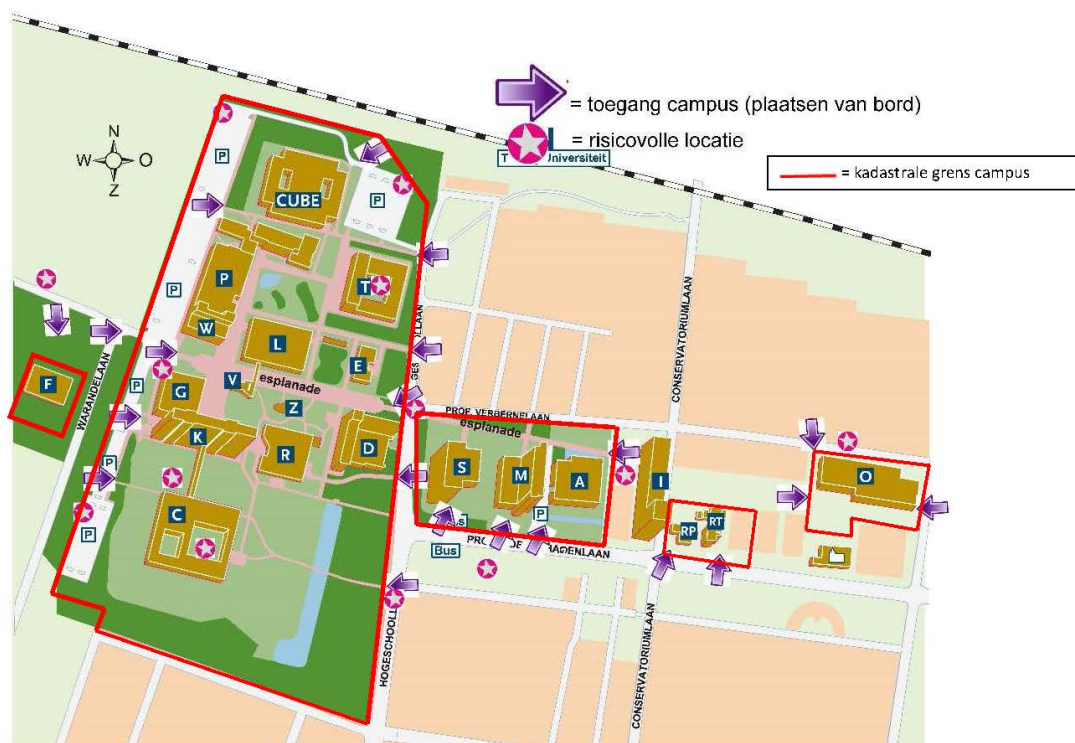 = toegang campus (plaatsen van bord)
L = risicovolle locatie
T
Universiteit
= kadastrale grens campus
N
W
O
Z
P
CUBE
P
P
P
T
W
L
E
F
V
esplanade
G
Z
K
R
D
P
P
C
P
WARANDELAAN
HOGESCHOOLL
PROF. VERBERNELAAN
esplanade
CONSERVATORIUMLAAN
S
M
A
I
P
Bus
RP
RT
O
CONSERVATORIUMLAAN